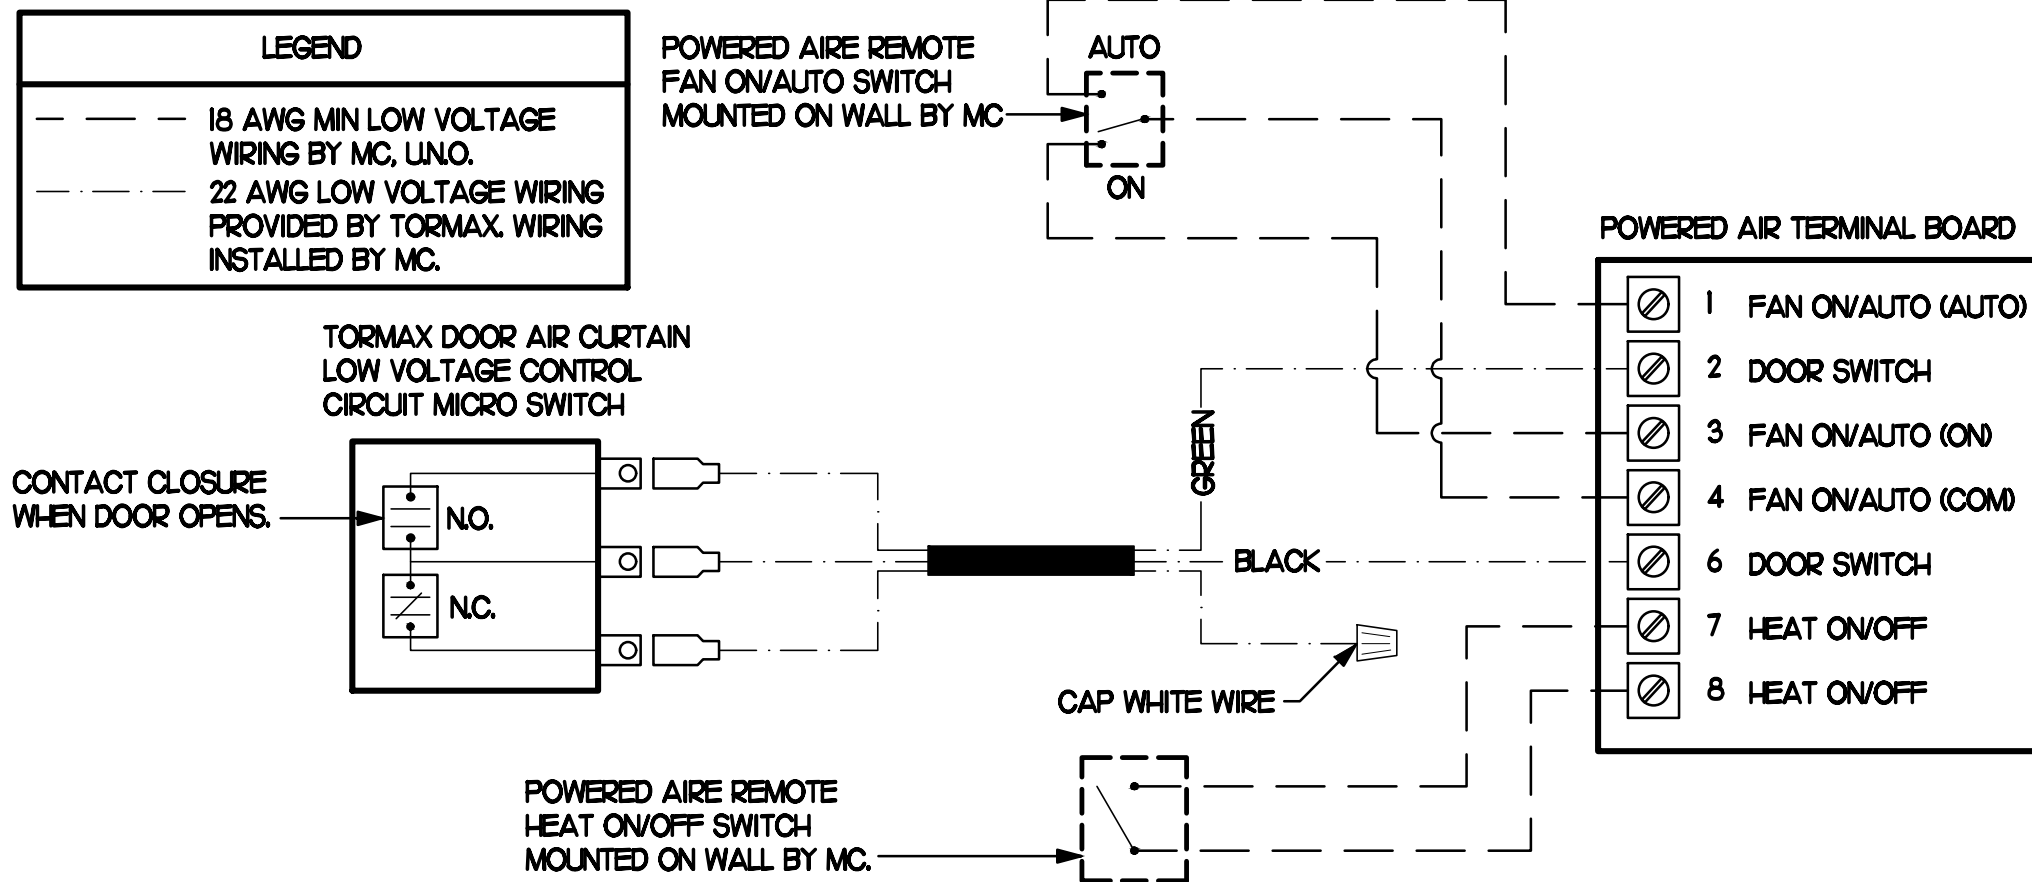 LEGEND
18 AWG MIN LOW VOLTAGE
WIRING BY MC, U.N.O.
22 AWG LOW VOLTAGE WIRING
PROVIDED BY TORMAX. WIRING
INSTALLED BY MC.
POWERED AIRE REMOTE
FAN ON/AUTO SWITCH
MOUNTED ON WALL BY MC
AUTO
ON
POWERED AIR TERMINAL BOARD
1 FAN ON/AUTO (AUTO)
2 DOOR SWITCH
3 FAN ON/AUTO (ON)
4 FAN ON/AUTO (COM)
6 DOOR SWITCH
7 HEAT ON/OFF
8 HEAT ON/OFF
TORMAX DOOR AIR CURTAIN
LOW VOLTAGE CONTROL
CIRCUIT MICRO SWITCH
CONTACT CLOSURE
WHEN DOOR OPENS.
N.O.
N.C.
GREEN
BLACK
CAP WHITE WIRE
POWERED AIRE REMOTE
HEAT ON/OFF SWITCH
MOUNTED ON WALL BY MC.